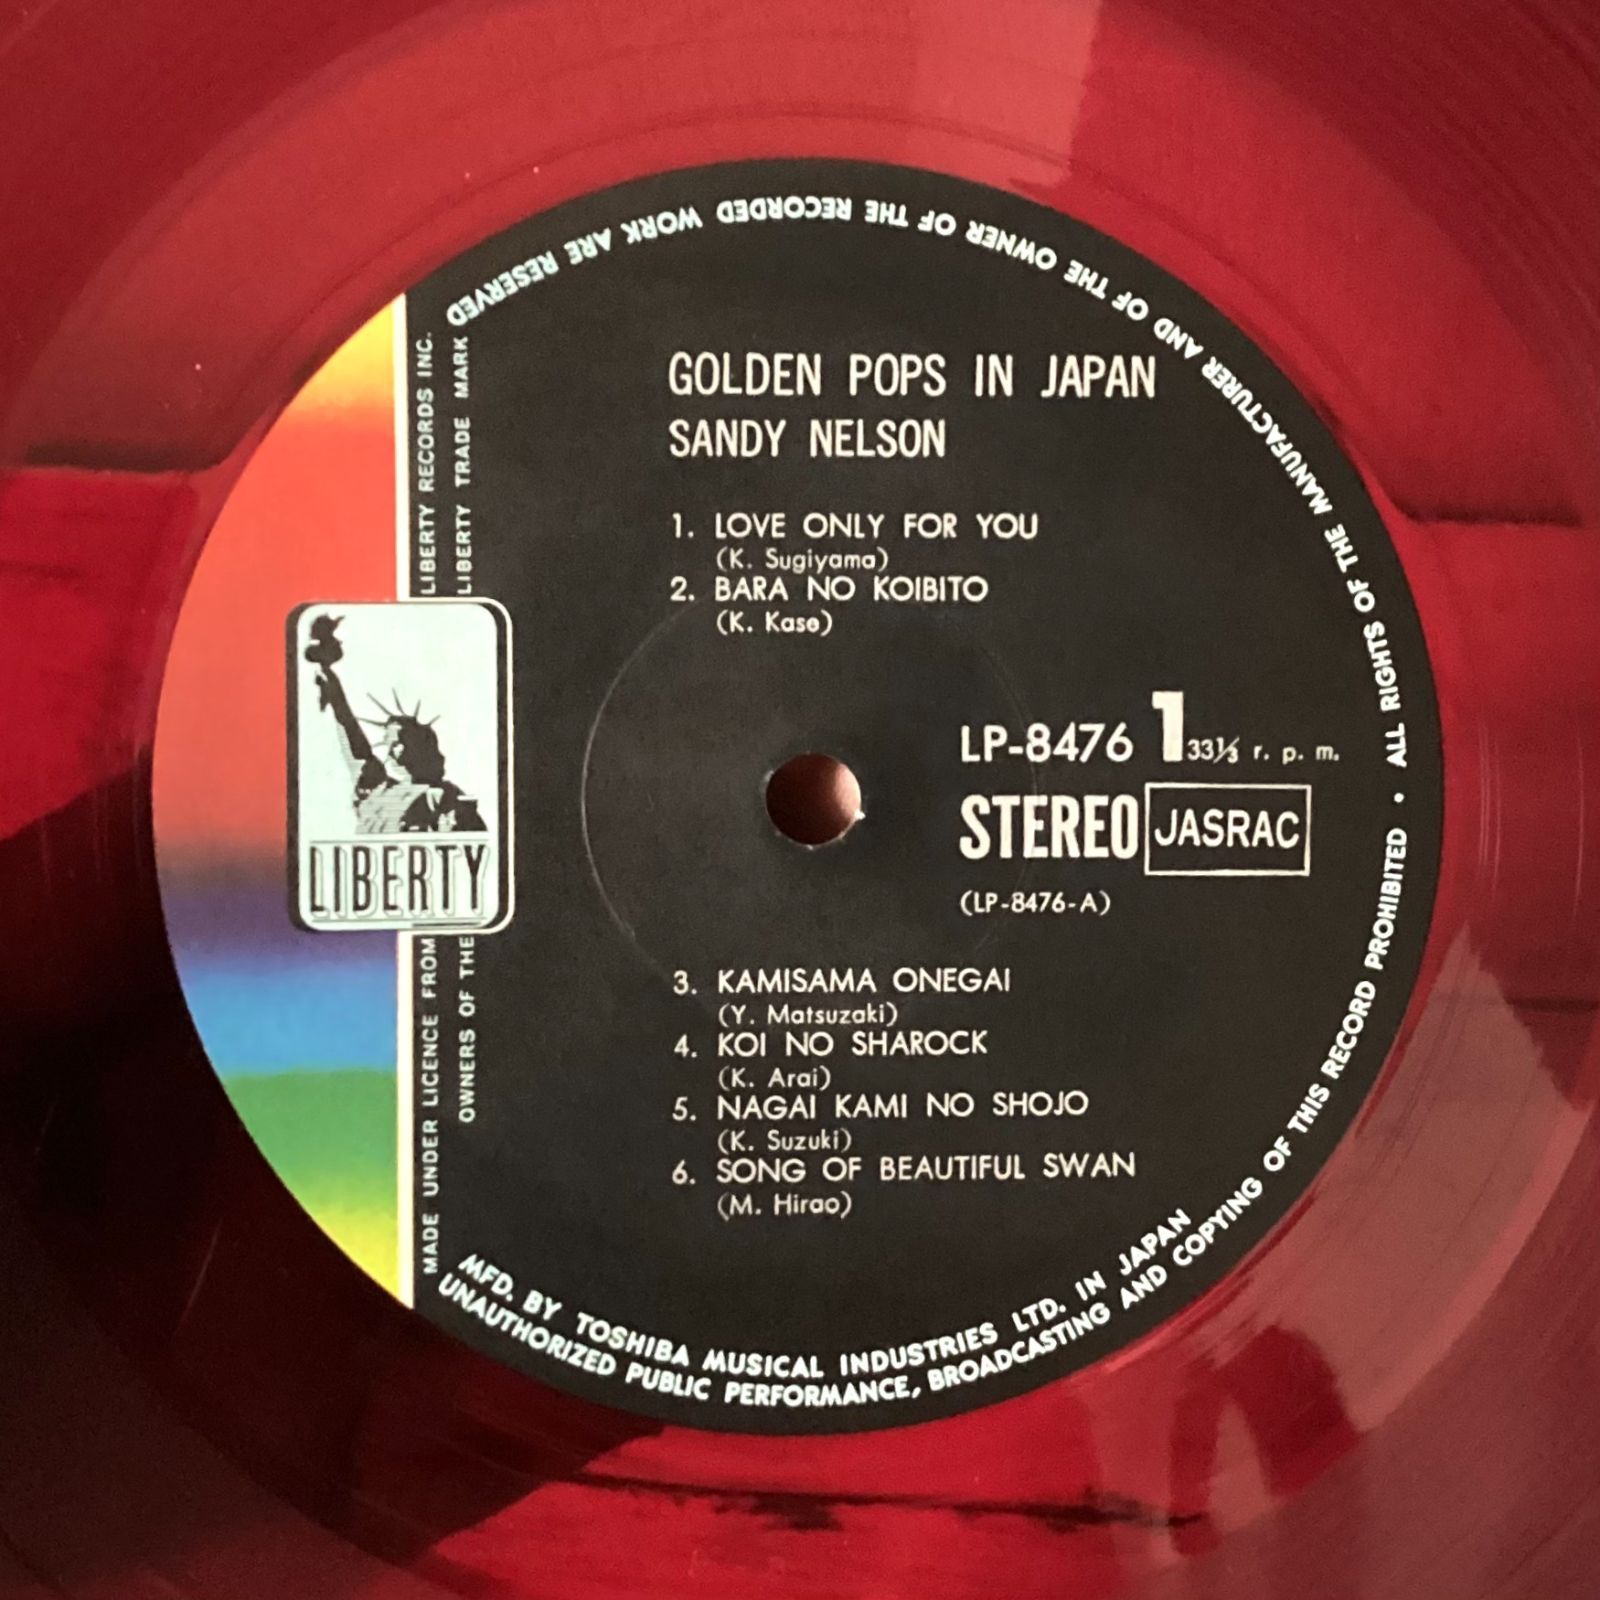 GOLDEN POPS IN JAPAN
SANDY NELSON
1. LOVE ONLY FOR YOU
(K. Sugiyama)
2. BARA NO KOIBITO
(K. Kase)
LP-8476 1 33⅓ r. p. m.
STEREO JASRAC
(LP-8476-A)
3. KAMISAMA ONEGAI
(Y. Matsuzaki)
4. KOI NO SHAROCK
(K. Arai)
5. NAGAI KAMI NO SHOJO
(K. Suzuki)
6. SONG OF BEAUTIFUL SWAN
(M. Hirao)
LIBERTY
MADE UNDER LICENCE FROM LIBERTY RECORDS INC.
OWNERS OF THE LIBERTY TRADE MARK
MFD. BY TOSHIBA MUSICAL INDUSTRIES LTD. IN JAPAN
UNAUTHORIZED PUBLIC PERFORMANCE, BROADCASTING AND COPYING OF THIS RECORD PROHIBITED • ALL RIGHTS OF THE MANUFACTURER AND OF THE OWNER OF THE RECORDED WORK ARE RESERVED